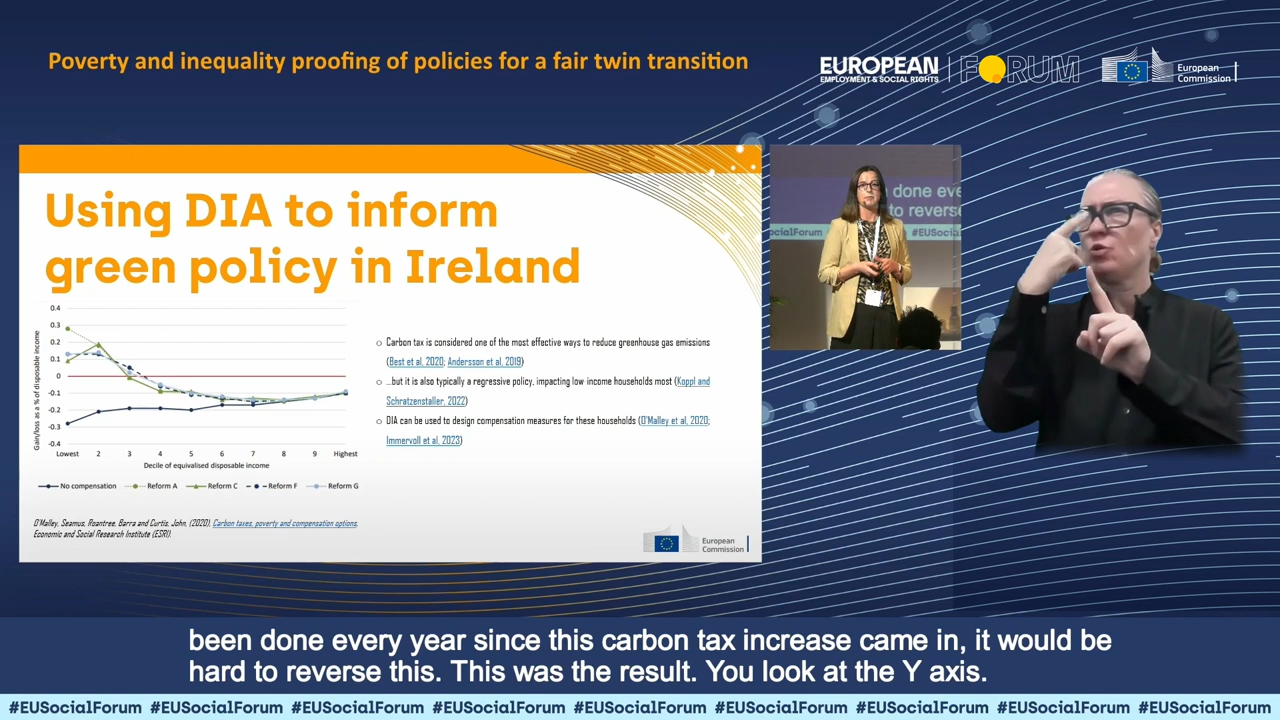 Poverty and inequality proofing of policies for a fair twin transition
EUROPEAN
EMPLOYMENT & SOCIAL RIGHTS
FORUM
European
Commission
Using DIA to inform
green policy in Ireland
Gain/loss as a % of disposable income
0.4
0.3
0.2
0.1
0
-0.1
-0.2
-0.3
-0.4
Lowest 2 3 4 5 6 7 8 9 Highest
Decile of equivalised disposable income
No compensation Reform A Reform C Reform F Reform G
O'Malley, Seamus, Roantree, Barra and Curtis, John, (2020). Carbon taxes, poverty and compensation options,
Economic and Social Research Institute (ESRI).
o Carbon tax is considered one of the most effective ways to reduce greenhouse gas emissions
(Best et al, 2020; Andersson et al, 2019)
o ...but it is also typically a regressive policy, impacting low-income households most (Koppl and
Schratzenstaller, 2022)
o DIA can be used to design compensation measures for these households (O'Malley et al, 2020;
Immervoll et al, 2023)
European
Commission
n done eve
to reverse
ocialForum #EUSocia
been done every year since this carbon tax increase came in, it would be
hard to reverse this. This was the result. You look at the Y axis.
#EUSocialForum #EUSocialForum #EUSocialForum #EUSocialForum #EUSocialForum #EUSocialForum #EUSocialForum #EUSocialForum #EUSocialForum